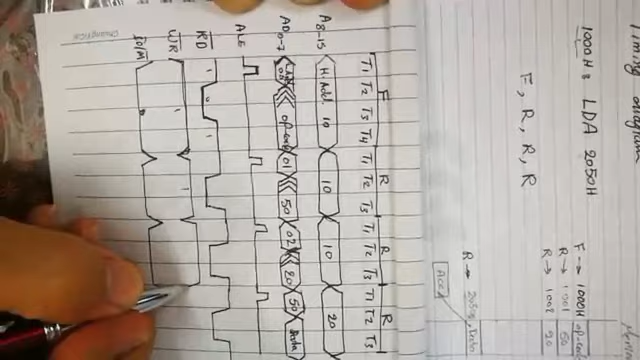 Timing diagram
1000H: LDA 2050H
F, R, R, R
F → 1000H op-code
R → 1001 50
R → 1002 20
R → 2050 Data
F R R R
T1 T2 T3 T4 T1 T2 T3 T1 T2 T3 T1 T2 T3
A8-15 10 10 10 20
AD0-7 op-code 01 50 02 20 50 Data
ALE
RD
WR
IO/M